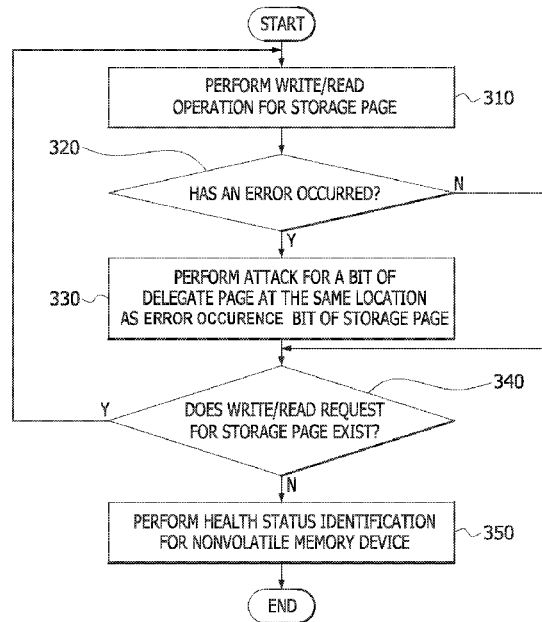 START
PERFORM WRITE/READ
OPERATION FOR STORAGE PAGE
310
320
HAS AN ERROR OCCURRED?
N
Y
PERFORM ATTACK FOR A BIT OF
DELEGATE PAGE AT THE SAME LOCATION
AS ERROR OCCURENCE BIT OF STORAGE PAGE
330
340
Y
DOES WRITE/READ REQUEST
FOR STORAGE PAGE EXIST?
N
PERFORM HEALTH STATUS IDENTIFICATION
FOR NONVOLATILE MEMORY DEVICE
350
END